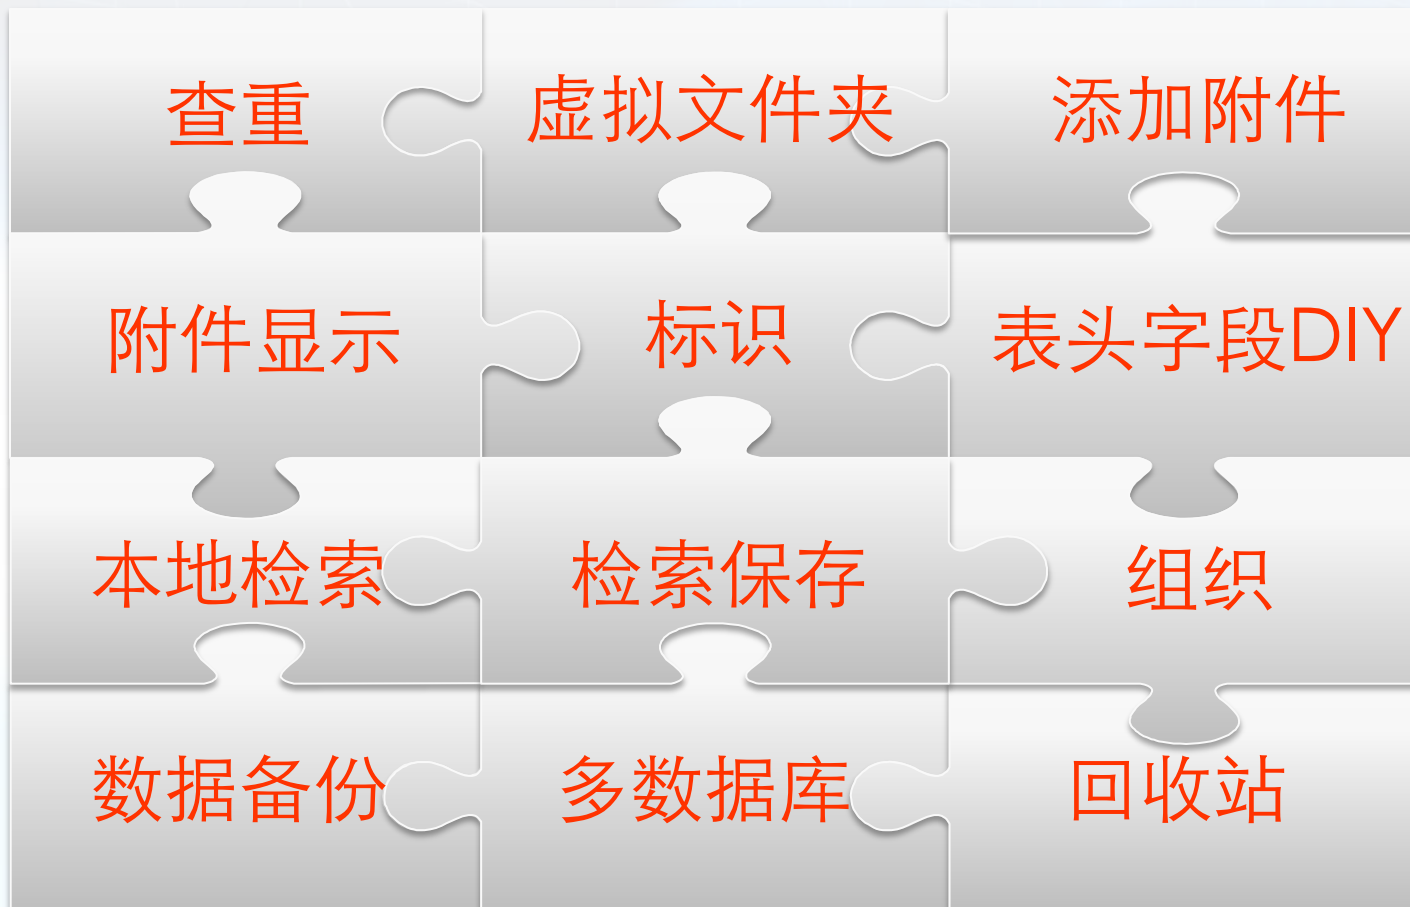 查重
虚拟文件夹
添加附件
附件显示
标识
表头字段DIY
本地检索
检索保存
组织
数据备份
多数据库
回收站